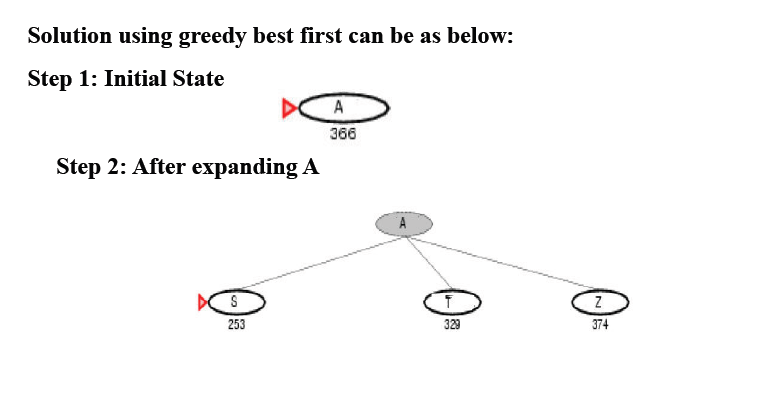 Solution using greedy best first can be as below:
Step 1: Initial State
A
366
Step 2: After expanding A
A
S T Z
253 329 374